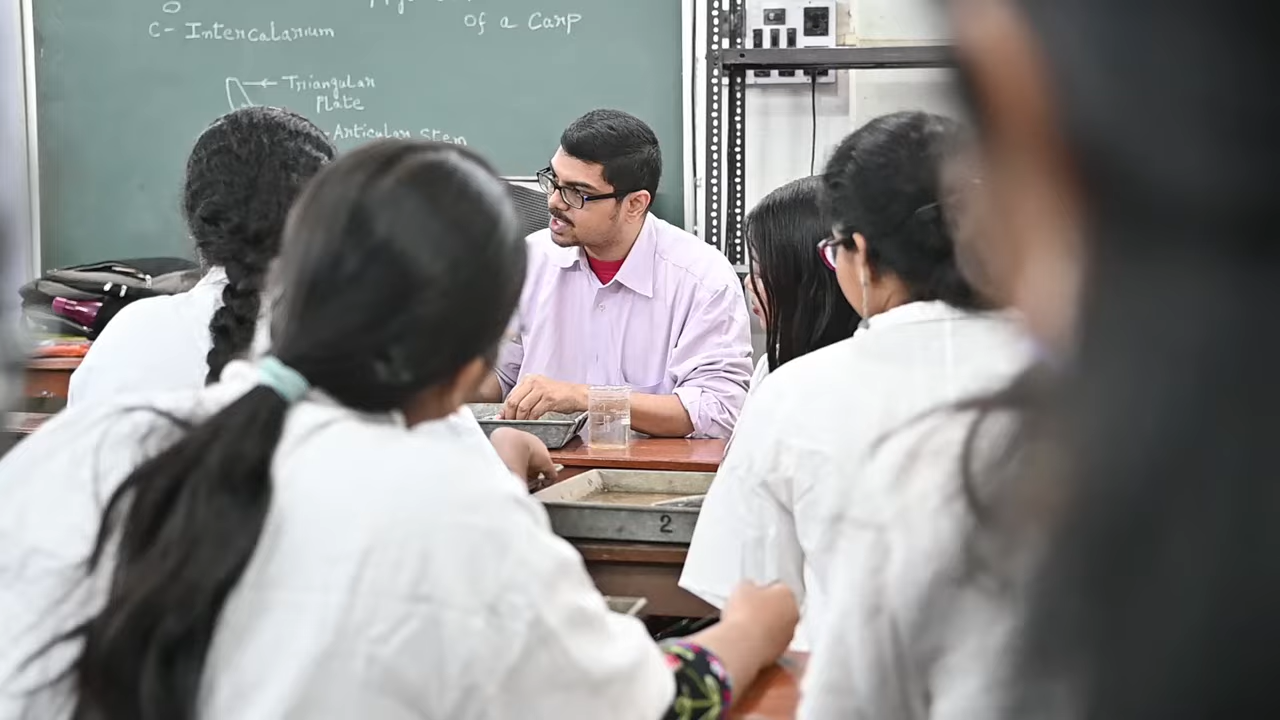 of a Carp
C- Intercalarium
Triangular
Plate
Articular Stem
2